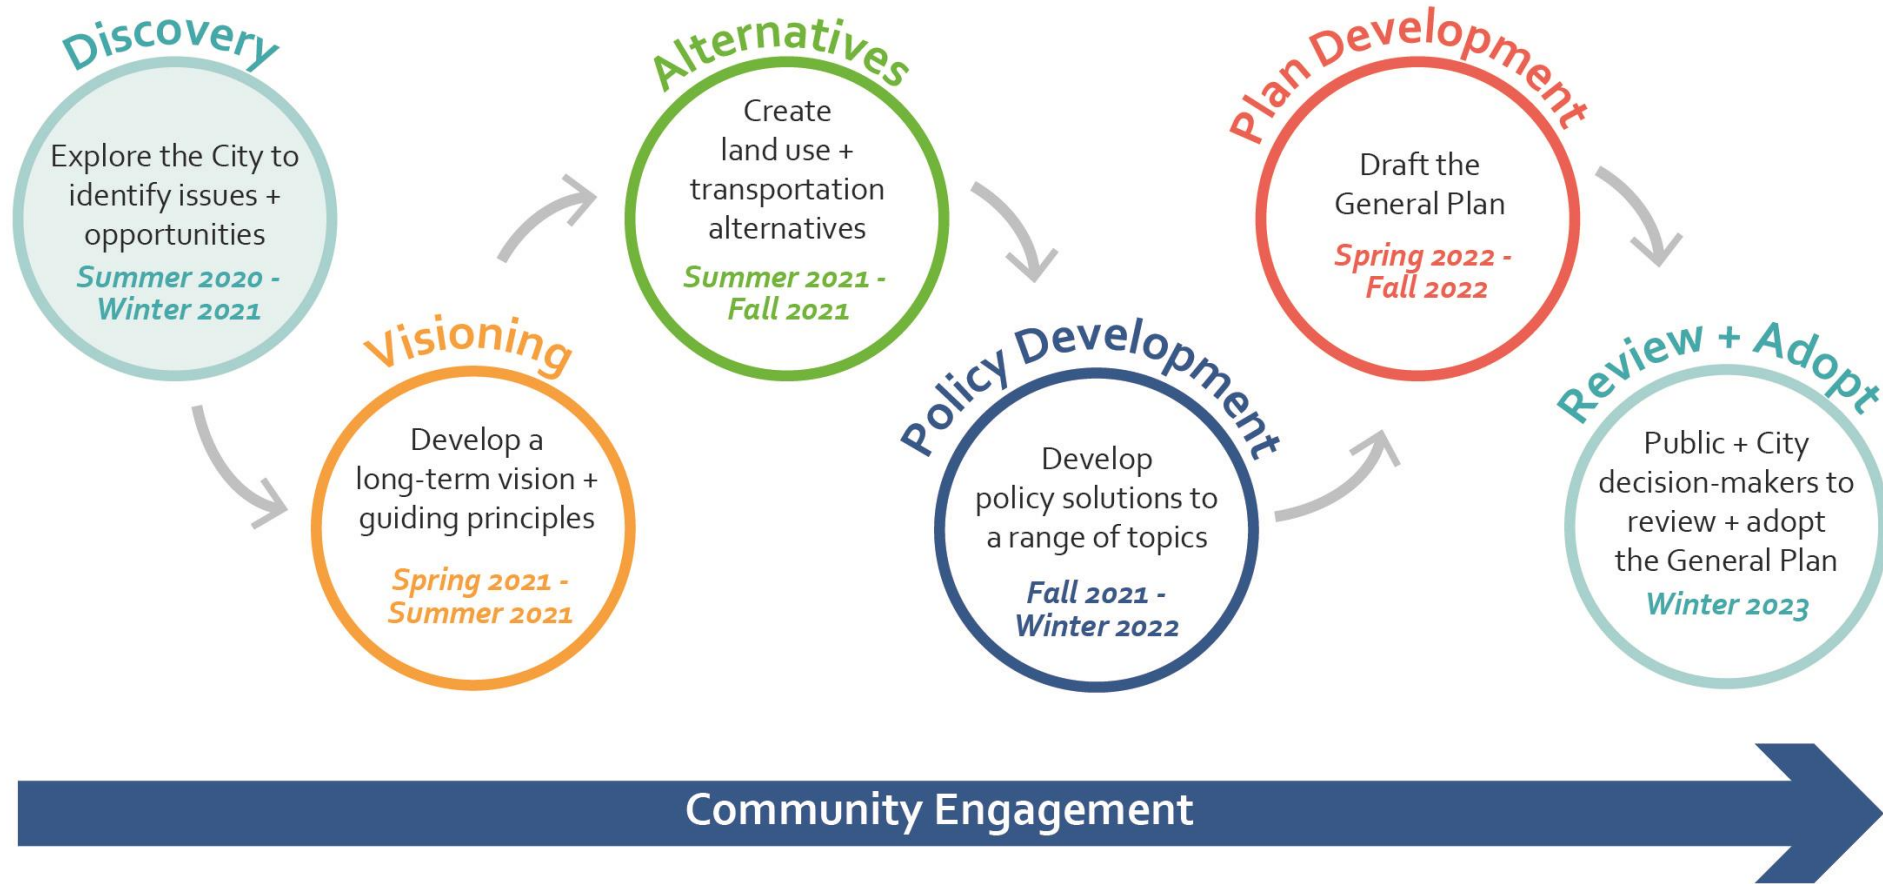 Discovery
Explore the City to
identify issues +
opportunities
Summer 2020 -
Winter 2021
Visioning
Develop a
long-term vision +
guiding principles
Spring 2021 -
Summer 2021
Alternatives
Create
land use +
transportation
alternatives
Summer 2021 -
Fall 2021
Policy Development
Develop
policy solutions to
a range of topics
Fall 2021 -
Winter 2022
Plan Development
Draft the
General Plan
Spring 2022 -
Fall 2022
Review + Adopt
Public + City
decision-makers to
review + adopt
the General Plan
Winter 2023
Community Engagement